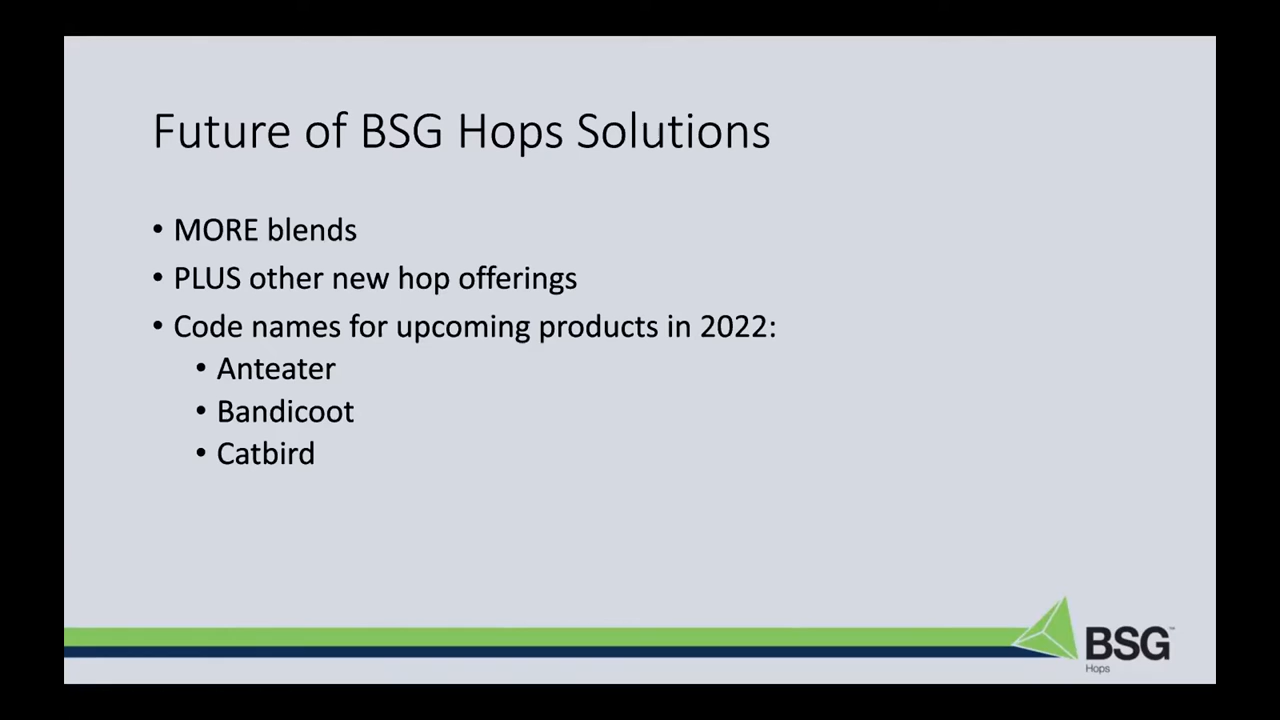 Future of BSG Hops Solutions
• MORE blends
• PLUS other new hop offerings
• Code names for upcoming products in 2022:
• Anteater
• Bandicoot
• Catbird
BSG™
Hops